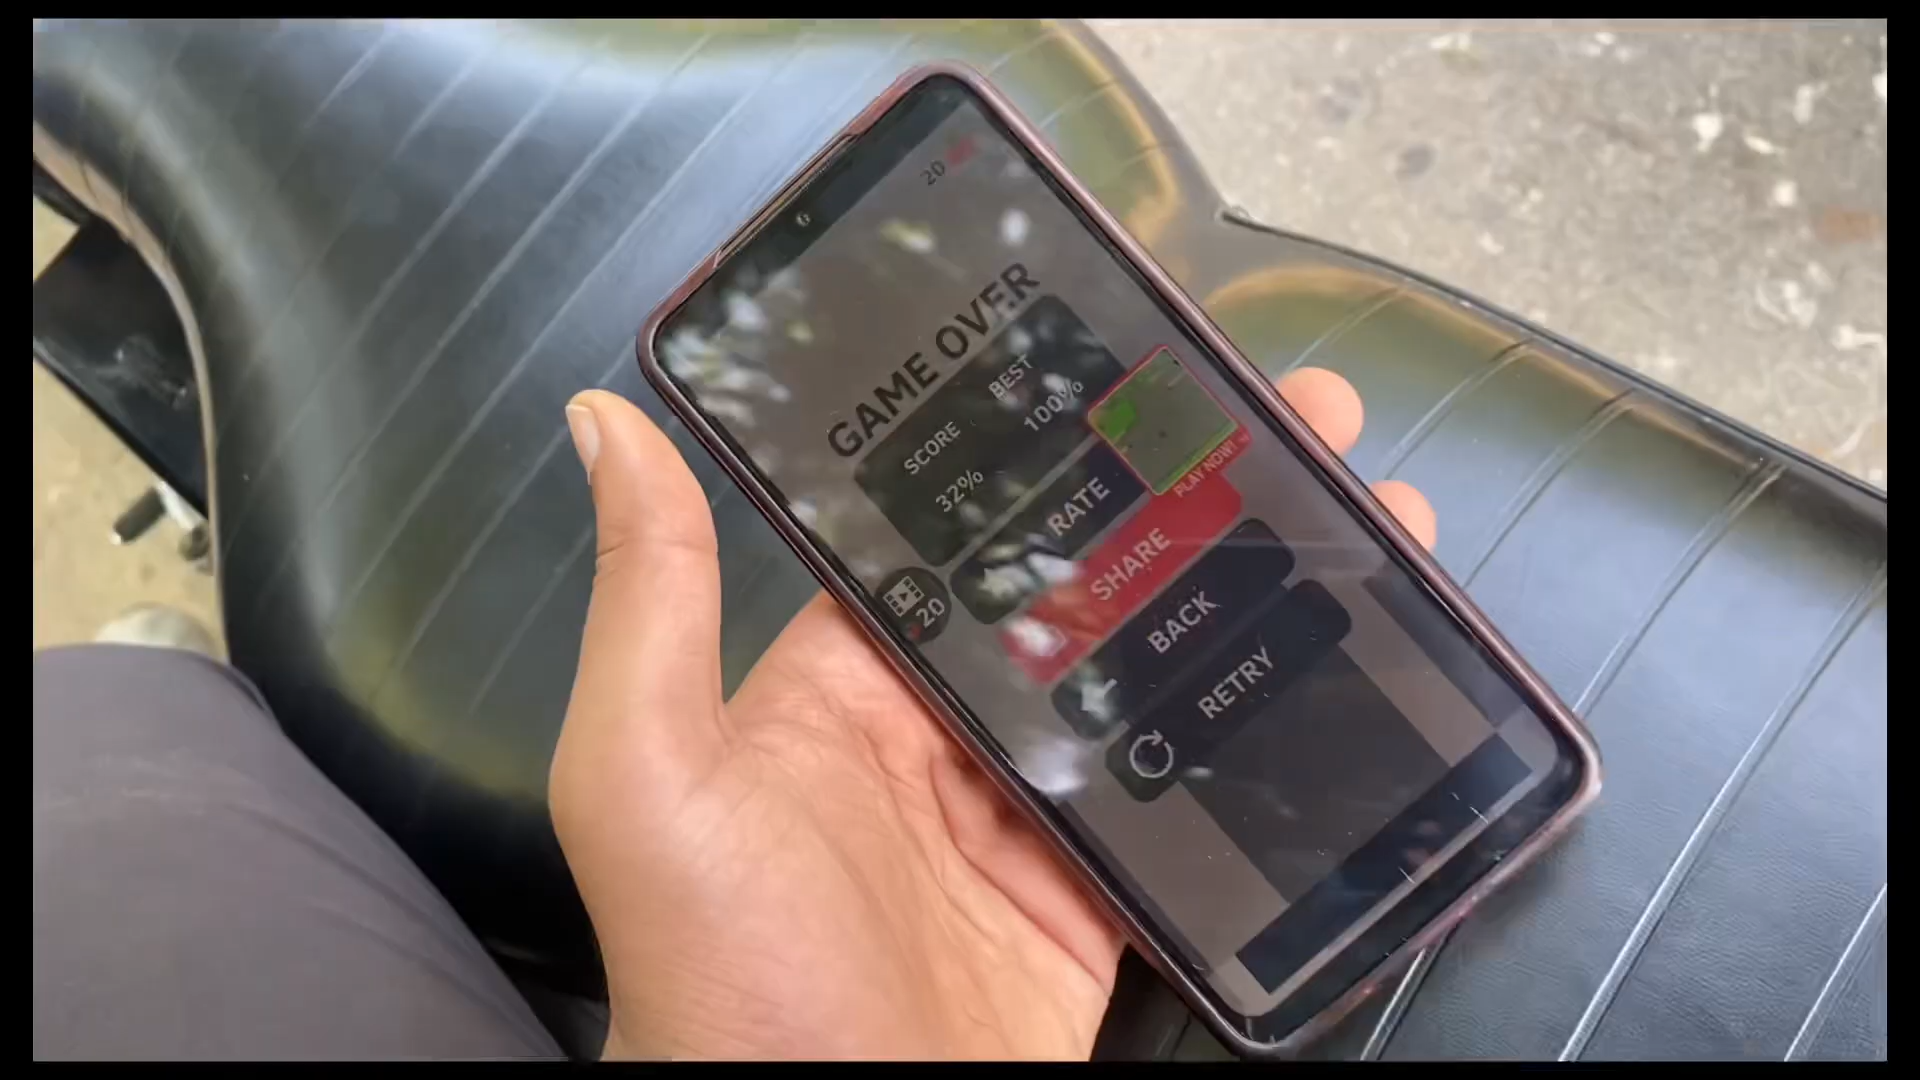 20
GAME OVER
SCORE BEST
32% 100%
PLAY NOW!
RATE
SHARE
20
BACK
RETRY